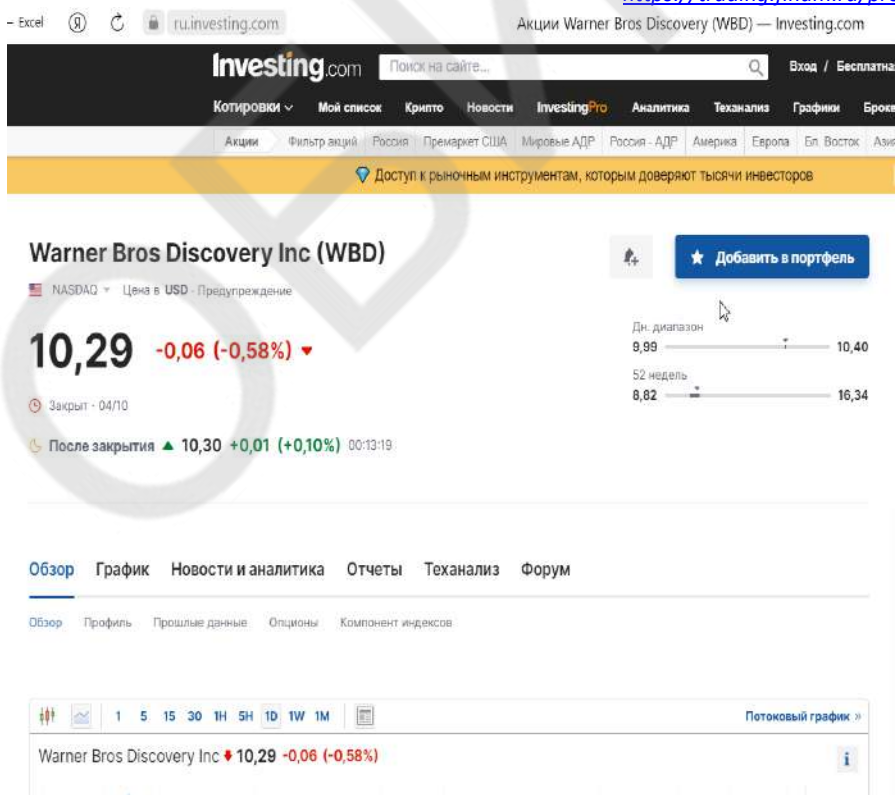 – Excel Я ru.investing.com Акции Warner Bros Discovery (WBD) — Investing.com
Investing.com Поиск на сайте... Вход / Бесплатная
Котировки Мой список Крипто Новости InvestingPro Аналитика Теханализ Графики Броке
Акции Фильтр акций Россия Премаркет США Мировые АДР Россия - АДР Америка Европа Бл. Восток Азия
Доступ к рыночным инструментам, которым доверяют тысячи инвесторов
Warner Bros Discovery Inc (WBD)
Добавить в портфель
NASDAQ Цена в USD · Предупреждение
10,29 -0,06 (-0,58%)
Дн. диапазон
9,99 10,40
52 недель
8,82 16,34
Закрыт · 04/10
После закрытия 10,30 +0,01 (+0,10%) 00:13:19
Обзор График Новости и аналитика Отчеты Теханализ Форум
Обзор Профиль Прошлые данные Опционы Компонент индексов
1 5 15 30 1H 5H 1D 1W 1M Потоковый график »
Warner Bros Discovery Inc 10,29 -0,06 (-0,58%) i